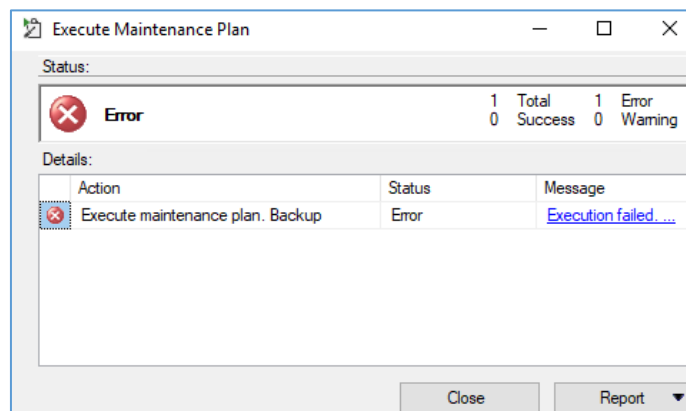 Execute Maintenance Plan
Status:
Error
1 Total 1 Error
0 Success 0 Warning
Details:
Action Status Message
Execute maintenance plan. Backup Error Execution failed. ...
Close Report